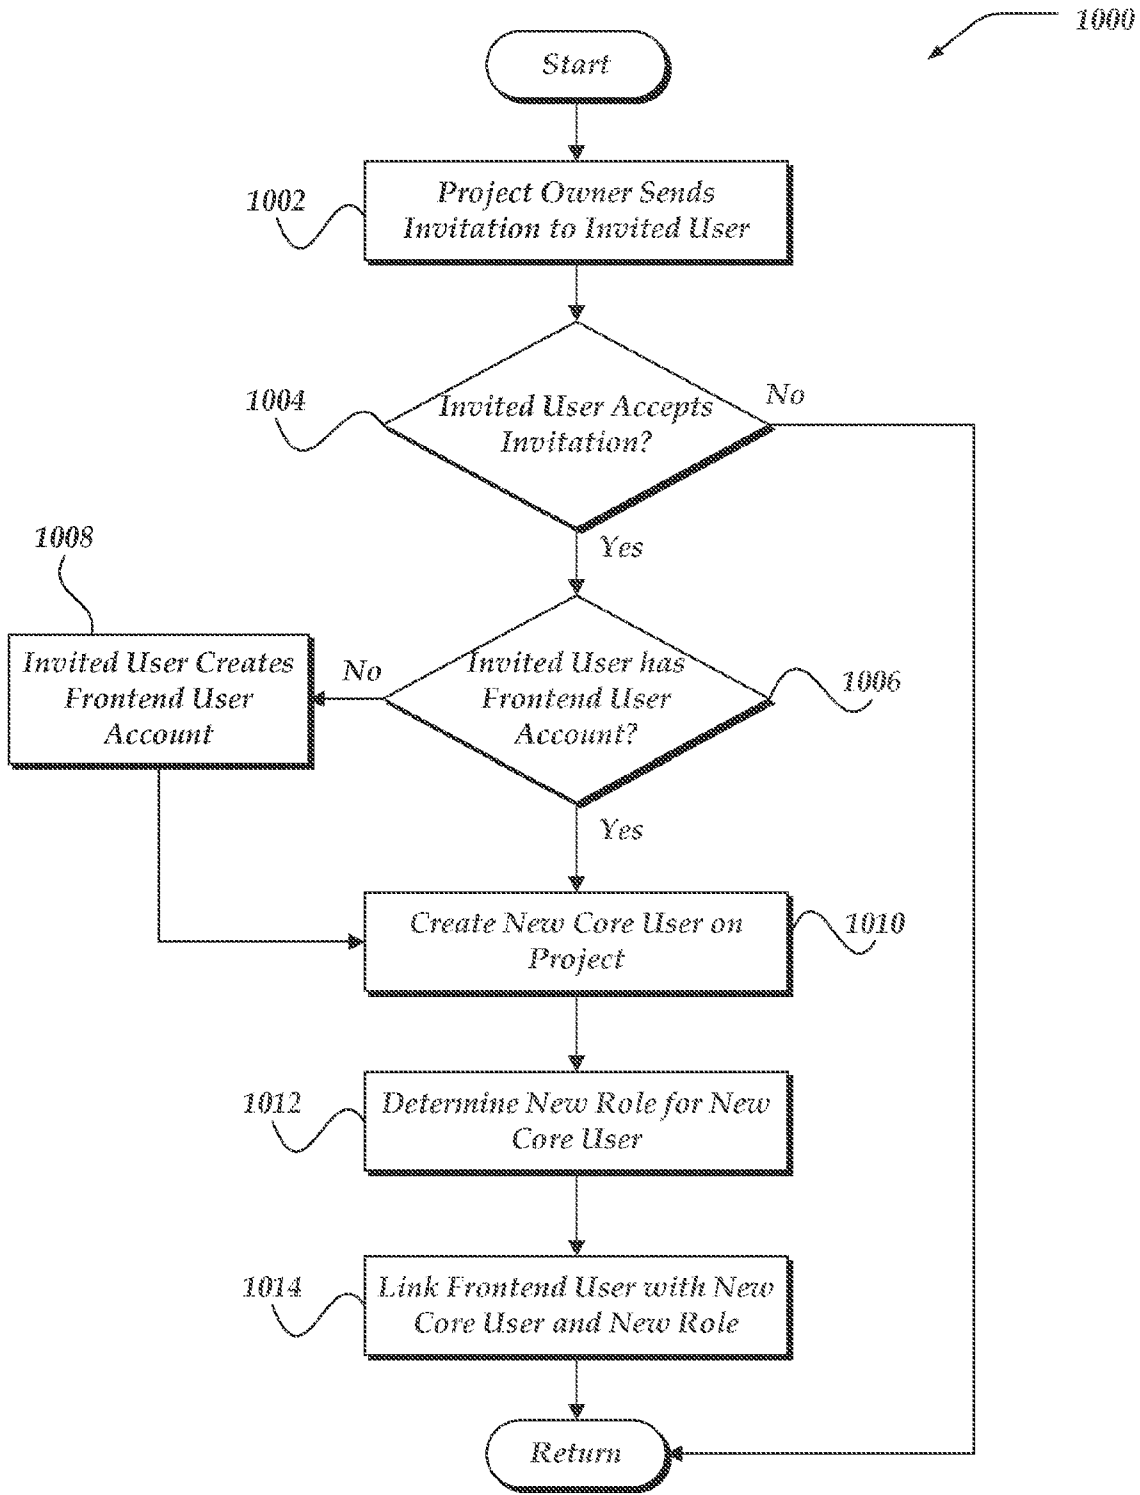 1000
Start
1002
Project Owner Sends
Invitation to Invited User
1004
Invited User Accepts
Invitation?
No
Yes
1008
Invited User Creates
Frontend User
Account
No
Invited User has
Frontend User
Account?
1006
Yes
Create New Core User on
Project
1010
1012
Determine New Role for New
Core User
1014
Link Frontend User with New
Core User and New Role
Return